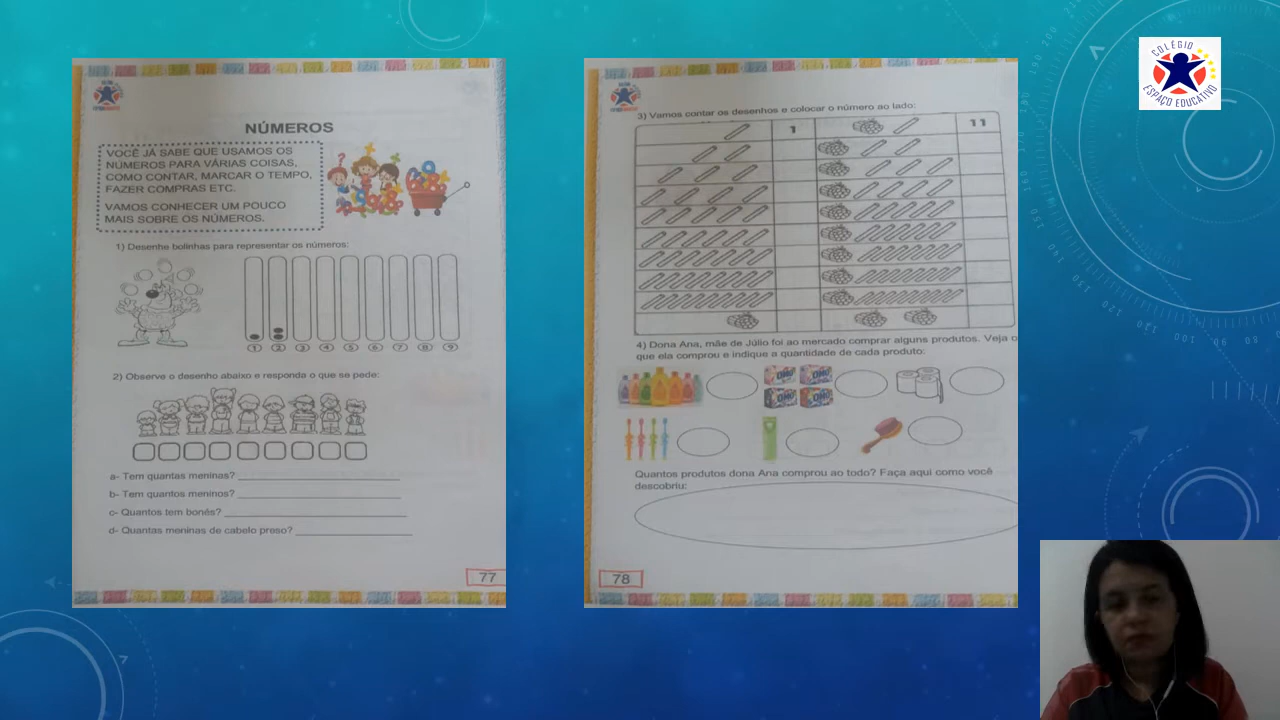 NÚMEROS
VOCÊ JÁ SABE QUE USAMOS OS
NÚMEROS PARA VÁRIAS COISAS,
COMO CONTAR, MARCAR O TEMPO,
FAZER COMPRAS ETC.
VAMOS CONHECER UM POUCO
MAIS SOBRE OS NÚMEROS.
1) Desenhe bolinhas para representar os números:
1 2 3 4 5 6 7 8 9
2) Observe o desenho abaixo e responda o que se pede:
a- Tem quantas meninas?
b- Tem quantos meninos?
c- Quantos tem bonés?
d- Quantas meninas de cabelo preso?
77
3) Vamos contar os desenhos e colocar o número ao lado:
1 11
4) Dona Ana, mãe de Júlio foi ao mercado comprar alguns produtos. Veja o
que ela comprou e indique a quantidade de cada produto:
OMO OMO
OMO OMO
Quantos produtos dona Ana comprou ao todo? Faça aqui como você
descobriu:
78
COLÉGIO
ESPAÇO EDUCATIVO